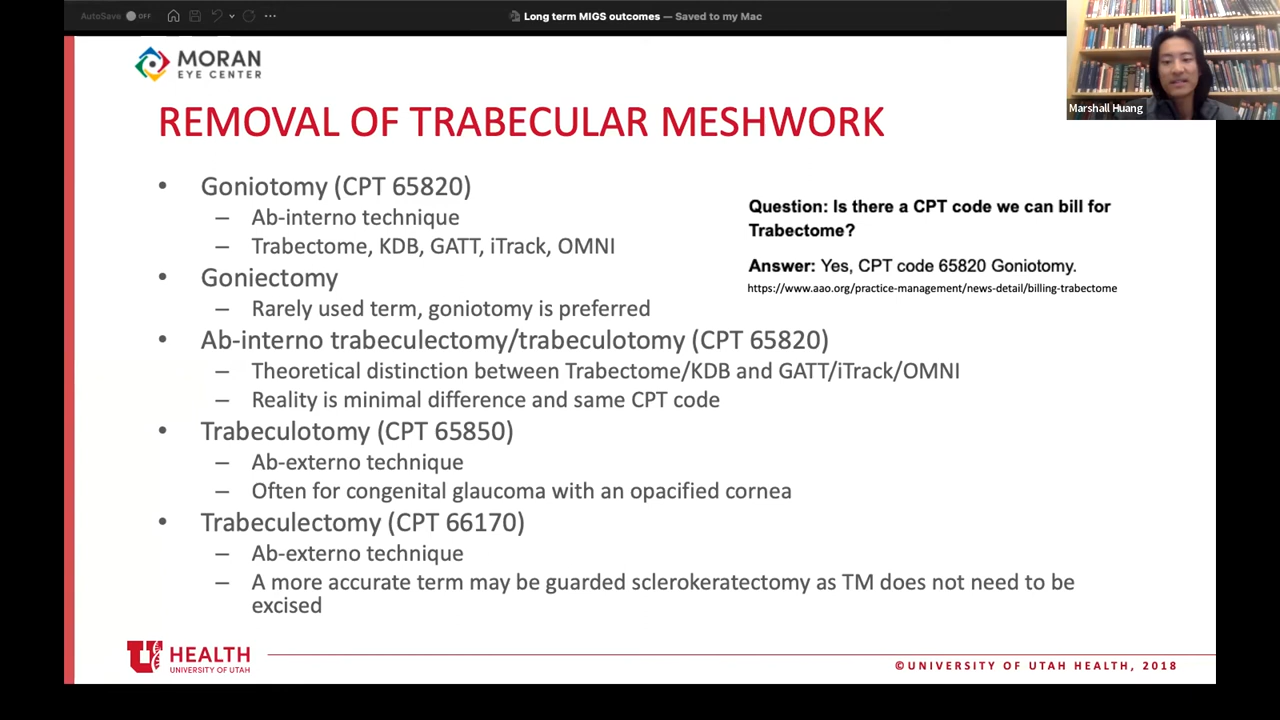 AutoSave OFF
Long term MIGS outcomes — Saved to my Mac
MORAN
EYE CENTER
Marshall Huang
REMOVAL OF TRABECULAR MESHWORK
• Goniotomy (CPT 65820)
– Ab-interno technique
– Trabectome, KDB, GATT, iTrack, OMNI
• Goniectomy
– Rarely used term, goniotomy is preferred
• Ab-interno trabeculectomy/trabeculotomy (CPT 65820)
– Theoretical distinction between Trabectome/KDB and GATT/iTrack/OMNI
– Reality is minimal difference and same CPT code
• Trabeculotomy (CPT 65850)
– Ab-externo technique
– Often for congenital glaucoma with an opacified cornea
• Trabeculectomy (CPT 66170)
– Ab-externo technique
– A more accurate term may be guarded sclerokeratectomy as TM does not need to be
excised
Question: Is there a CPT code we can bill for
Trabectome?
Answer: Yes, CPT code 65820 Goniotomy.
https://www.aao.org/practice-management/news-detail/billing-trabectome
U HEALTH
UNIVERSITY OF UTAH
©UNIVERSITY OF UTAH HEALTH, 2018